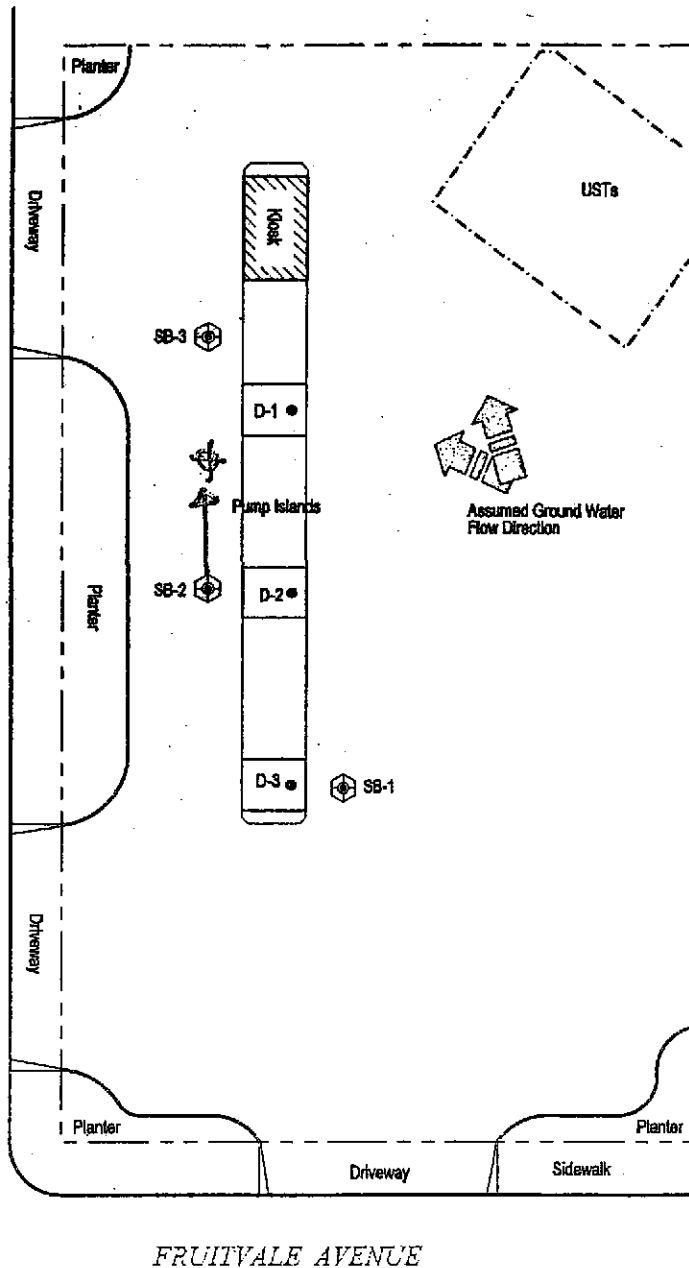 Planter
USTs
Driveway
Kiosk
SB-3
D-1
Pump Islands
Assumed Ground Water
Flow Direction
SB-2
D-2
Planter
D-3
SB-1
Driveway
Planter
Planter
Driveway
Sidewalk
FRUITVALE AVENUE